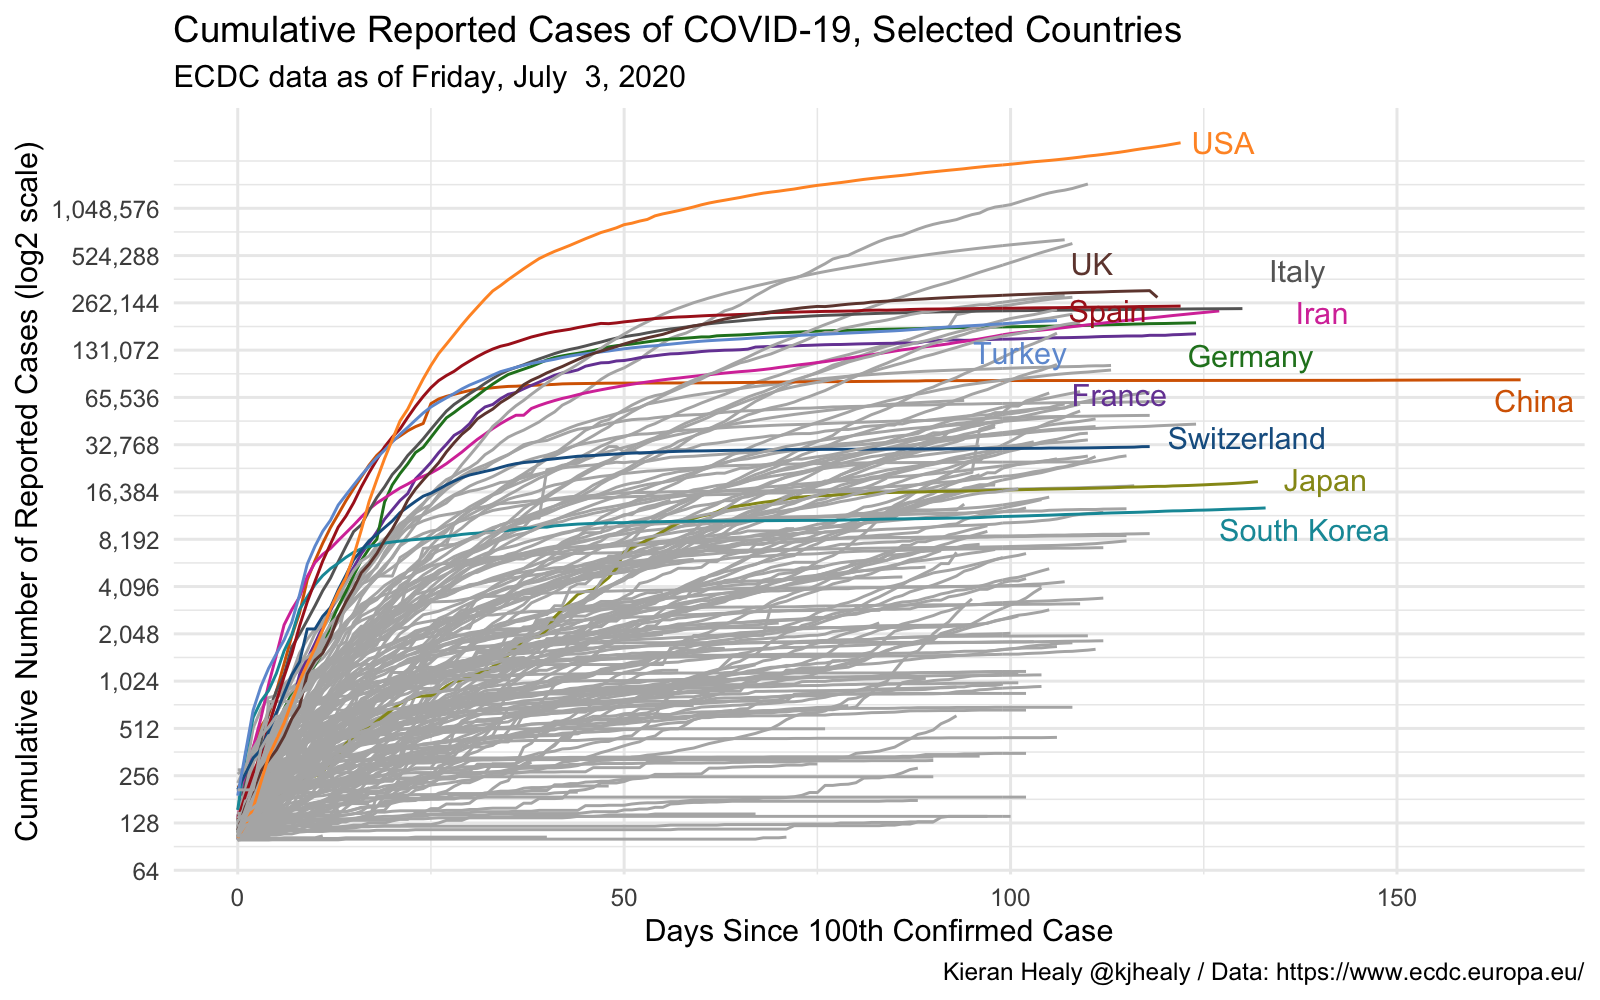 Cumulative Reported Cases of COVID-19, Selected Countries
ECDC data as of Friday, July  3, 2020
Cumulative Number of Reported Cases (log2 scale)
1,048,576
524,288
262,144
131,072
65,536
32,768
16,384
8,192
4,096
2,048
1,024
512
256
128
64
USA
UK
Italy
Spain
Iran
Turkey
Germany
France
China
Switzerland
Japan
South Korea
0
50
100
150
Days Since 100th Confirmed Case
Kieran Healy @kjhealy / Data: https://www.ecdc.europa.eu/